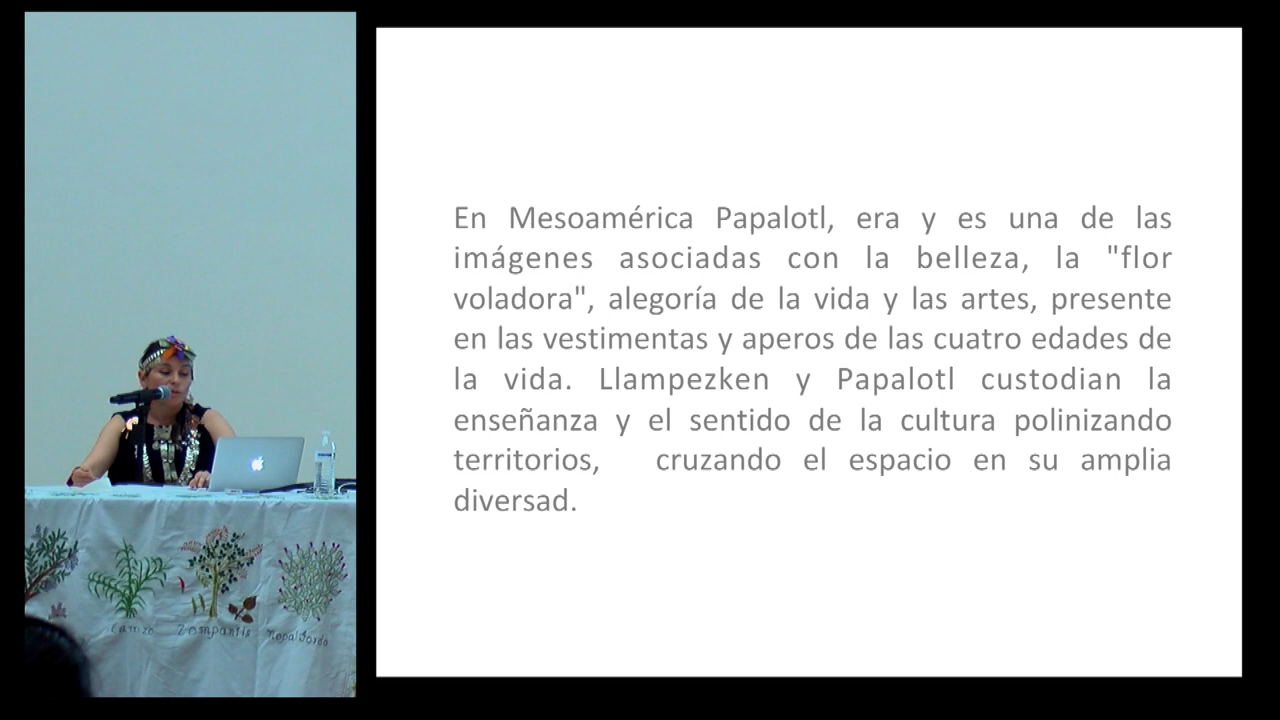 En Mesoamérica Papalotl, era y es una de las
imágenes asociadas con la belleza, la "flor
voladora", alegoría de la vida y las artes, presente
en las vestimentas y aperos de las cuatro edades de
la vida. Llampezken y Papalotl custodian la
enseñanza y el sentido de la cultura polinizando
territorios, cruzando el espacio en su amplia
diversad.
Zompantle